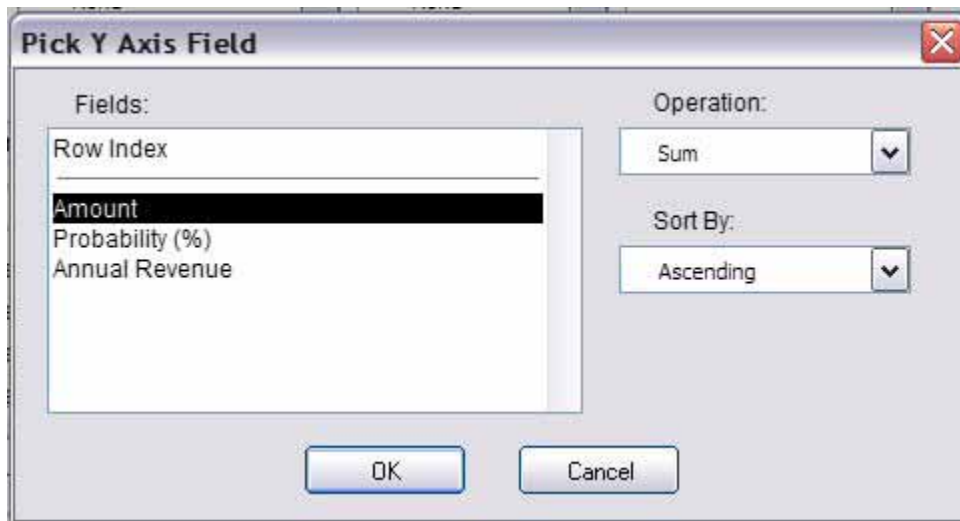 Pick Y Axis Field
Fields:
Row Index
Amount
Probability (%)
Annual Revenue
Operation:
Sum
Sort By:
Ascending
OK
Cancel